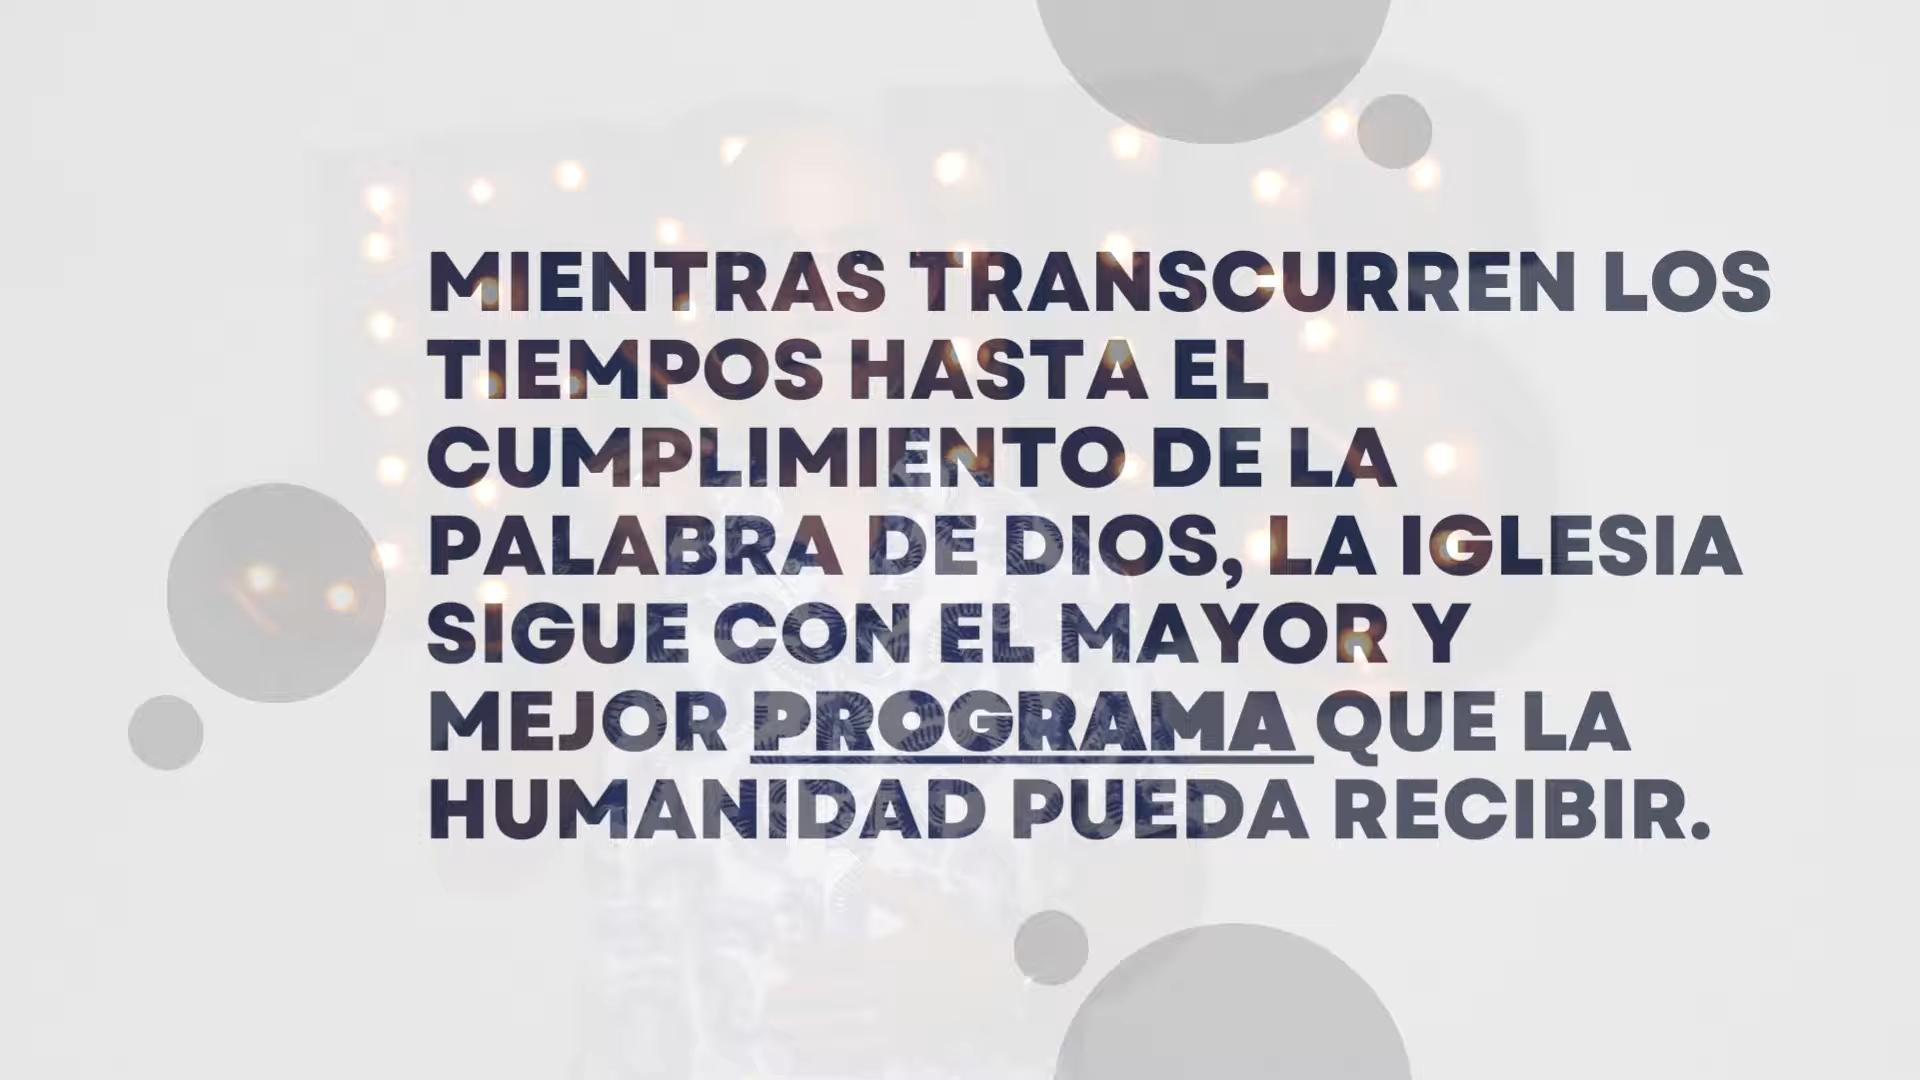 MIENTRAS TRANSCURREN LOS
TIEMPOS HASTA EL
CUMPLIMIENTO DE LA
PALABRA DE DIOS, LA IGLESIA
SIGUE CON EL MAYOR Y
MEJOR PROGRAMA QUE LA
HUMANIDAD PUEDA RECIBIR.